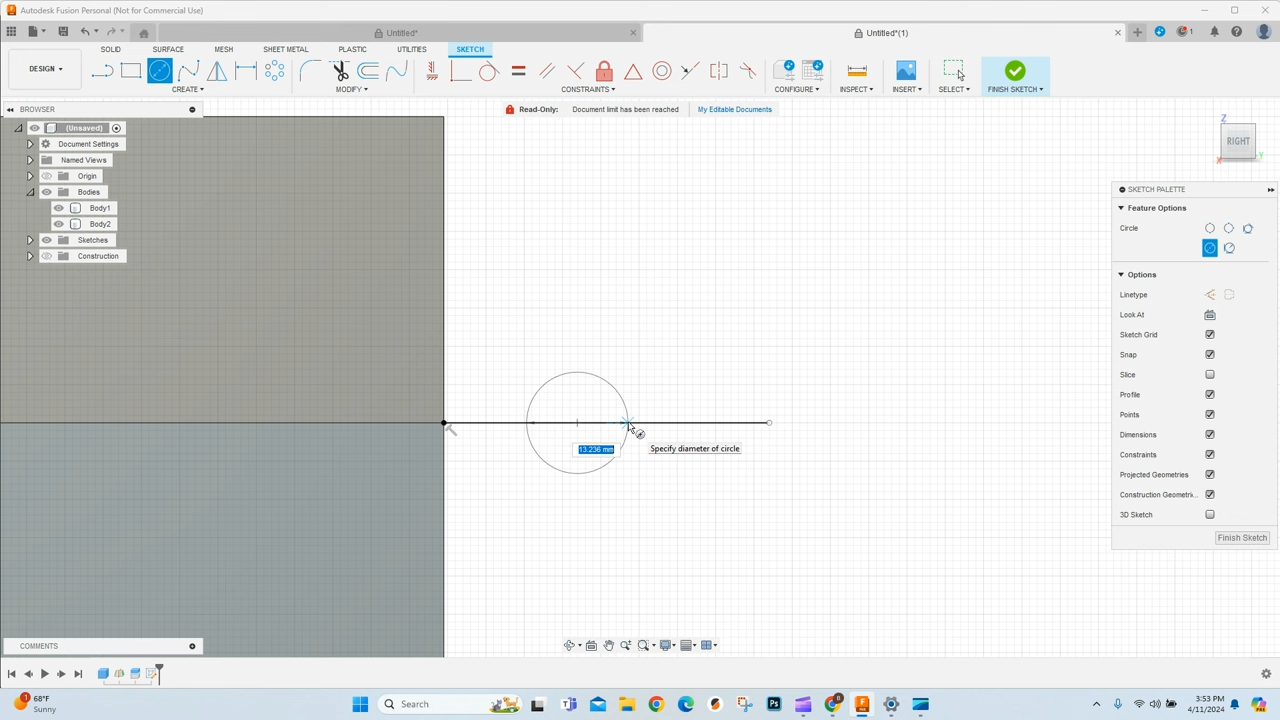 Autodesk Fusion Personal (Not for Commercial Use)
Untitled*
Untitled*(1)
1
SOLID SURFACE MESH SHEET METAL PLASTIC UTILITIES SKETCH
DESIGN
CREATE MODIFY CONSTRAINTS CONFIGURE INSPECT INSERT SELECT FINISH SKETCH
BROWSER
Read-Only: Document limit has been reached My Editable Documents
(Unsaved)
Document Settings
Named Views
Origin
Bodies
Body1
Body2
Sketches
Construction
Z
RIGHT
X
Y
SKETCH PALETTE
Feature Options
Circle
Options
Linetype
Look At
Sketch Grid
Snap
Slice
Profile
Points
Dimensions
Constraints
Projected Geometries
Construction Geometri...
3D Sketch
Finish Sketch
13.236 mm
Specify diameter of circle
COMMENTS
1
68°F
Sunny
Search
3:53 PM
4/11/2024